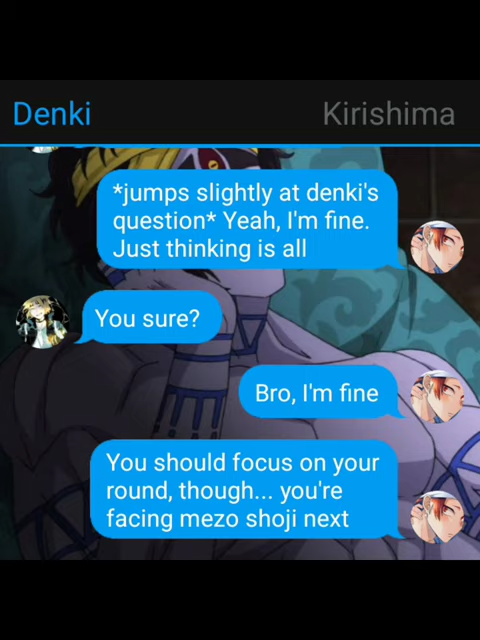 Denki Kirishima
*jumps slightly at denki's
question* Yeah, I'm fine.
Just thinking is all
You sure?
Bro, I'm fine
You should focus on your
round, though... you're
facing mezo shoji next